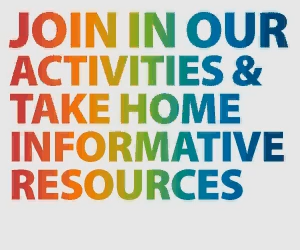 JOIN IN OUR
ACTIVITIES &
TAKE HOME
INFORMATIVE
RESOURCES